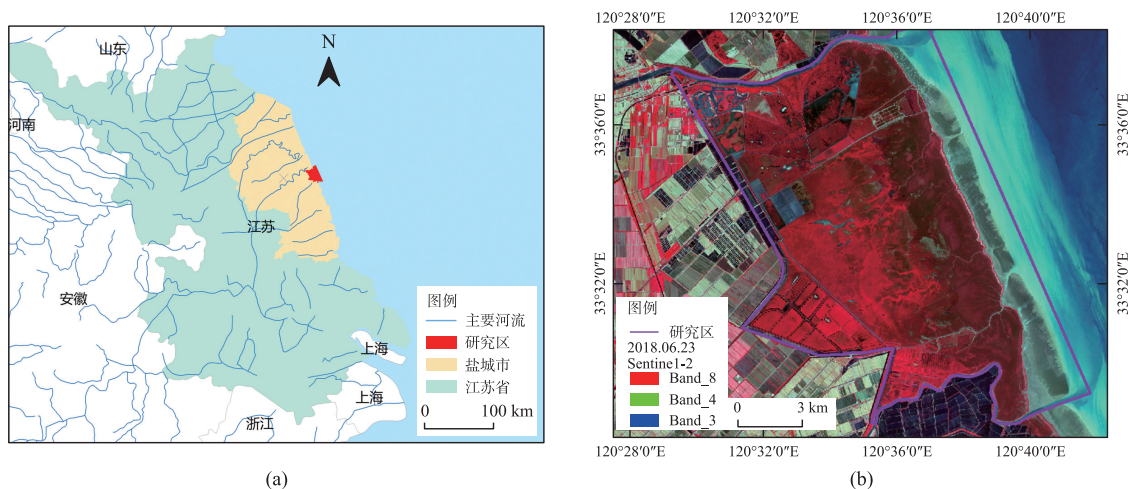 山东
N
河南
江苏
安徽
图例
主要河流
研究区
盐城市
江苏省
0 100 km
上海
上海
浙江
(a)
120°28′0″E 120°32′0″E 120°36′0″E 120°40′0″E
33°36′0″E 33°36′0″E
33°32′0″E 33°32′0″E
图例
研究区
2018.06.23
Sentine1-2
Band_8
Band_4
Band_3
0 3 km
120°28′0″E 120°32′0″E 120°36′0″E 120°40′0″E
(b)